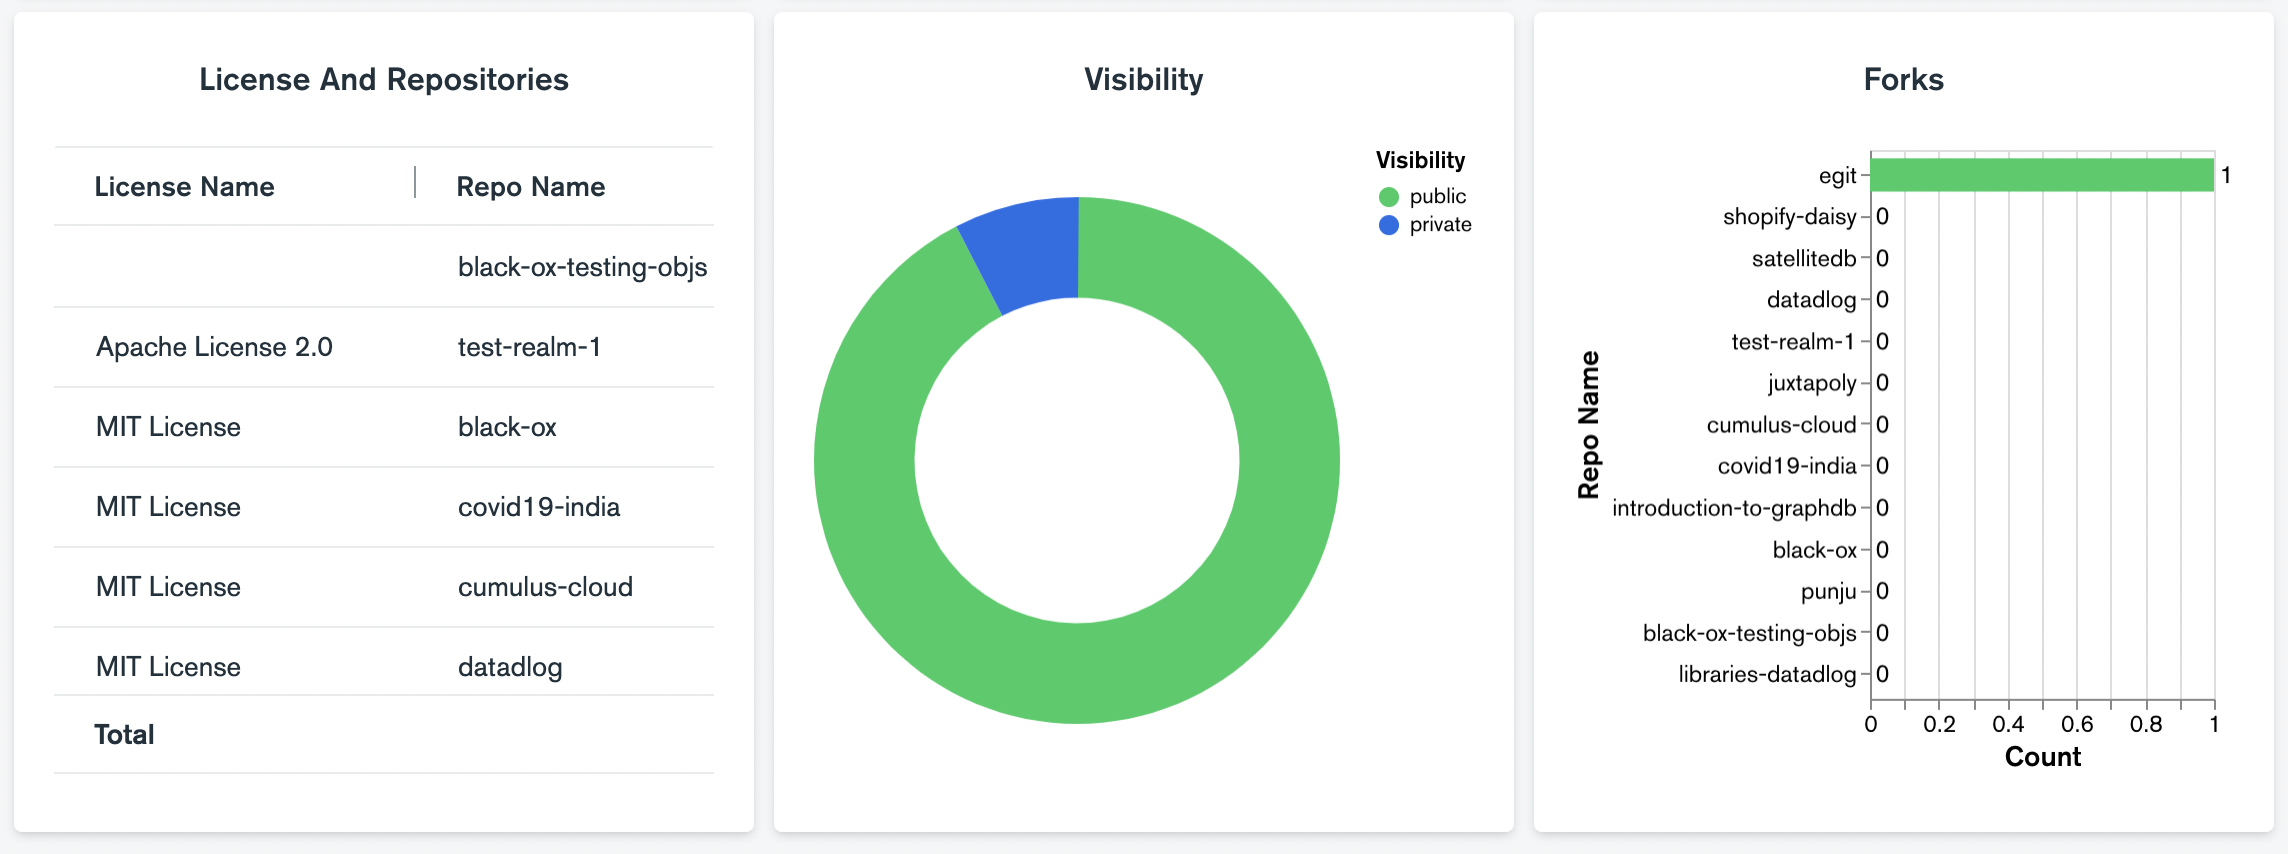 License And Repositories
License Name | Repo Name
black-ox-testing-objs
Apache License 2.0 test-realm-1
MIT License black-ox
MIT License covid19-india
MIT License cumulus-cloud
MIT License datadlog
Total
Visibility
Visibility
public
private
Forks
Repo Name
egit 1
shopify-daisy 0
satellitedb 0
datadlog 0
test-realm-1 0
juxtapoly 0
cumulus-cloud 0
covid19-india 0
introduction-to-graphdb 0
black-ox 0
punju 0
black-ox-testing-objs 0
libraries-datadlog 0
0 0.2 0.4 0.6 0.8 1
Count